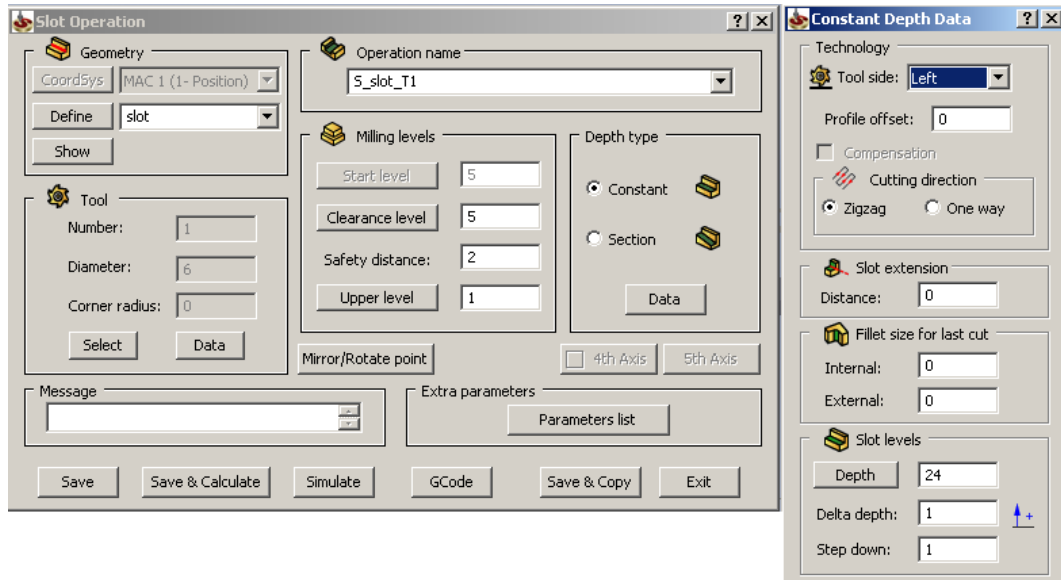 Slot Operation
Geometry
CoordSys MAC 1 (1- Position)
Define slot
Show
Tool
Number: 1
Diameter: 6
Corner radius: 0
Select Data
Operation name
S_slot_T1
Milling levels
Start level 5
Clearance level 5
Safety distance: 2
Upper level 1
Depth type
Constant
Section
Data
Mirror/Rotate point
4th Axis 5th Axis
Message
Extra parameters
Parameters list
Save Save & Calculate Simulate GCode Save & Copy Exit
Constant Depth Data
Technology
Tool side: Left
Profile offset: 0
Compensation
Cutting direction
Zigzag One way
Slot extension
Distance: 0
Fillet size for last cut
Internal: 0
External: 0
Slot levels
Depth 24
Delta depth: 1
Step down: 1